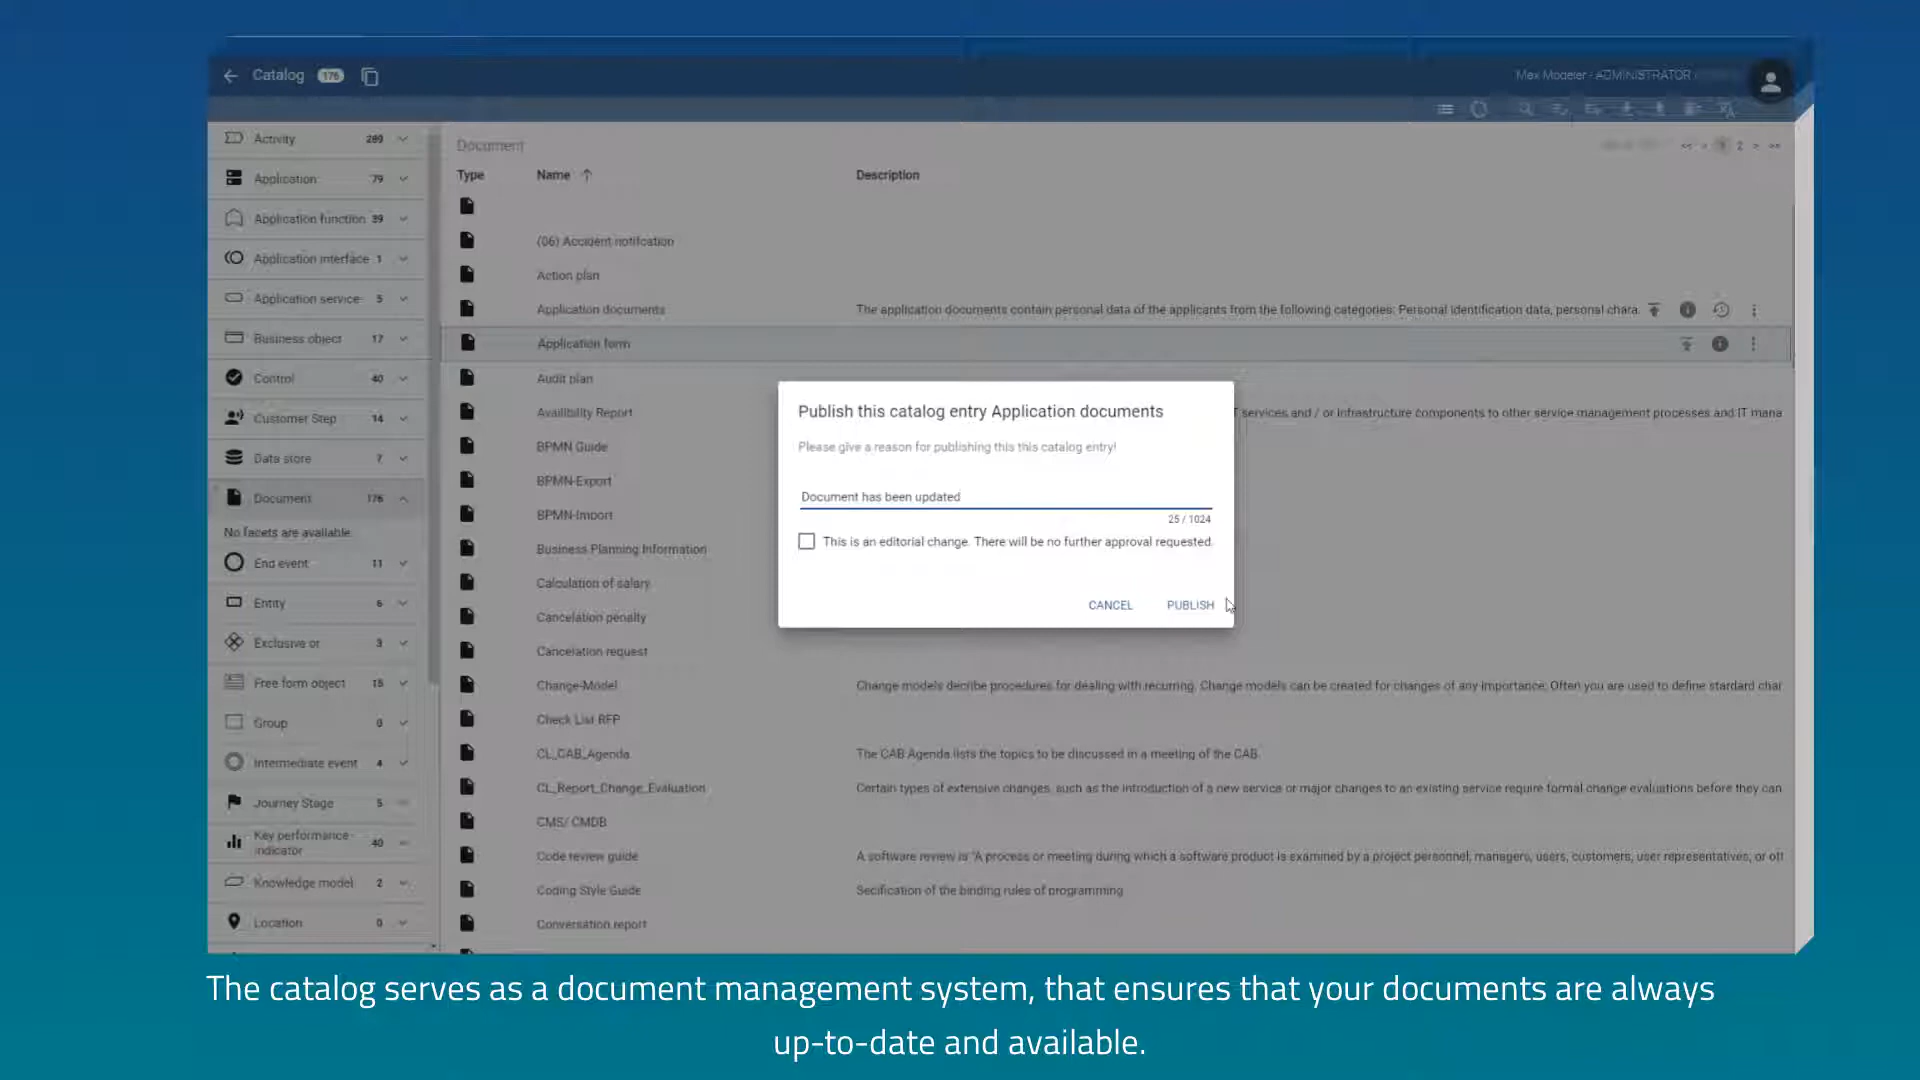 Catalog 176
Max Modeler - ADMINISTRATOR
Activity 289
Application 79
Application function 39
Application interface 1
Application service 5
Business object 17
Control 40
Customer Step 14
Data store 7
Document 176
No facets are available.
End event 11
Entity 6
Exclusive or 3
Free form object 15
Group 0
Intermediate event 4
Journey Stage 5
Key performance
indicator 40
Knowledge model 2
Location 0
Document
<< < 1 2 > >>
Type Name Description
(06) Accident notifcation
Action plan
Application documents The application documents contain personal data of the applicants from the following categories: Personal identification data, personal chara.
Application form
Audit plan
Availibility Report T services and / or infrastructure components to other service management processes and IT mana
BPMN Guide
BPMN-Export
BPMN-Import
Business Planning Information
Calculation of salary
Cancelation penalty
Cancelation request
Change-Model Change models decribe procedures for dealing with recurring. Change models can be created for changes of any importance. Often you are used to define stardard char
Check List RFP
CL_CAB_Agenda The CAB Agenda lists the topics to be discussed in a meeting of the CAB.
CL_Report_Change_Evaluation Certain types of extensive changes, such as the introduction of a new service or major changes to an existing service require formal change evaluations before they can
CMS/ CMDB
Code review guide A software review is "A process or meeting during which a software product is examined by a project personnel, managers, users, customers, user representatives, or ot
Coding Style Guide Secification of the binding rules of programming
Conversation report
Publish this catalog entry Application documents
Please give a reason for publishing this this catalog entry!
Document has been updated
25 / 1024
This is an editorial change. There will be no further approval requested.
CANCEL PUBLISH
The catalog serves as a document management system, that ensures that your documents are always
up-to-date and available.